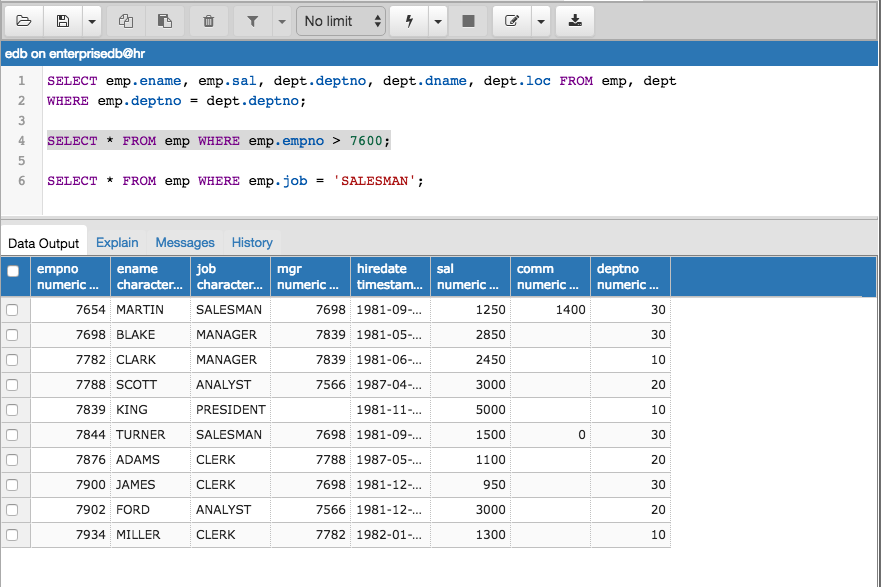 No limit
edb on enterprisedb@hr
1 SELECT emp.ename, emp.sal, dept.deptno, dept.dname, dept.loc FROM emp, dept
2 WHERE emp.deptno = dept.deptno;
3
4 SELECT * FROM emp WHERE emp.empno > 7600;
5
6 SELECT * FROM emp WHERE emp.job = 'SALESMAN';
Data Output Explain Messages History
empno ename job mgr hiredate sal comm deptno
numeric ... character... character... numeric ... timestam... numeric ... numeric ... numeric ...
7654 MARTIN SALESMAN 7698 1981-09-... 1250 1400 30
7698 BLAKE MANAGER 7839 1981-05-... 2850 30
7782 CLARK MANAGER 7839 1981-06-... 2450 10
7788 SCOTT ANALYST 7566 1987-04-... 3000 20
7839 KING PRESIDENT 1981-11-... 5000 10
7844 TURNER SALESMAN 7698 1981-09-... 1500 0 30
7876 ADAMS CLERK 7788 1987-05-... 1100 20
7900 JAMES CLERK 7698 1981-12-... 950 30
7902 FORD ANALYST 7566 1981-12-... 3000 20
7934 MILLER CLERK 7782 1982-01-... 1300 10